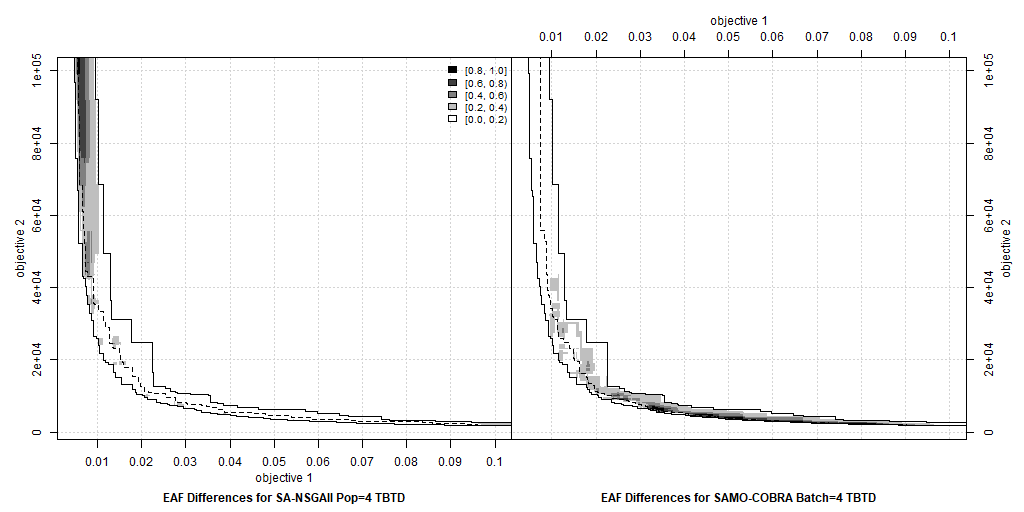 objective 1
0.01 0.02 0.03 0.04 0.05 0.06 0.07 0.08 0.09 0.1
[0.8, 1.0]
[0.6, 0.8)
[0.4, 0.6)
[0.2, 0.4)
[0.0, 0.2)
objective 2
0 2e+04 4e+04 6e+04 8e+04 1e+05
0 2e+04 4e+04 6e+04 8e+04 1e+05
objective 2
0.01 0.02 0.03 0.04 0.05 0.06 0.07 0.08 0.09 0.1
objective 1
EAF Differences for SA-NSGAII Pop=4 TBTD
EAF Differences for SAMO-COBRA Batch=4 TBTD